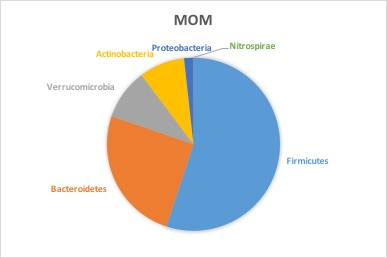 MOM
Proteobacteria
Nitrospirae
Actinobacteria
Verrucomicrobia
Firmicutes
Bacteroidetes